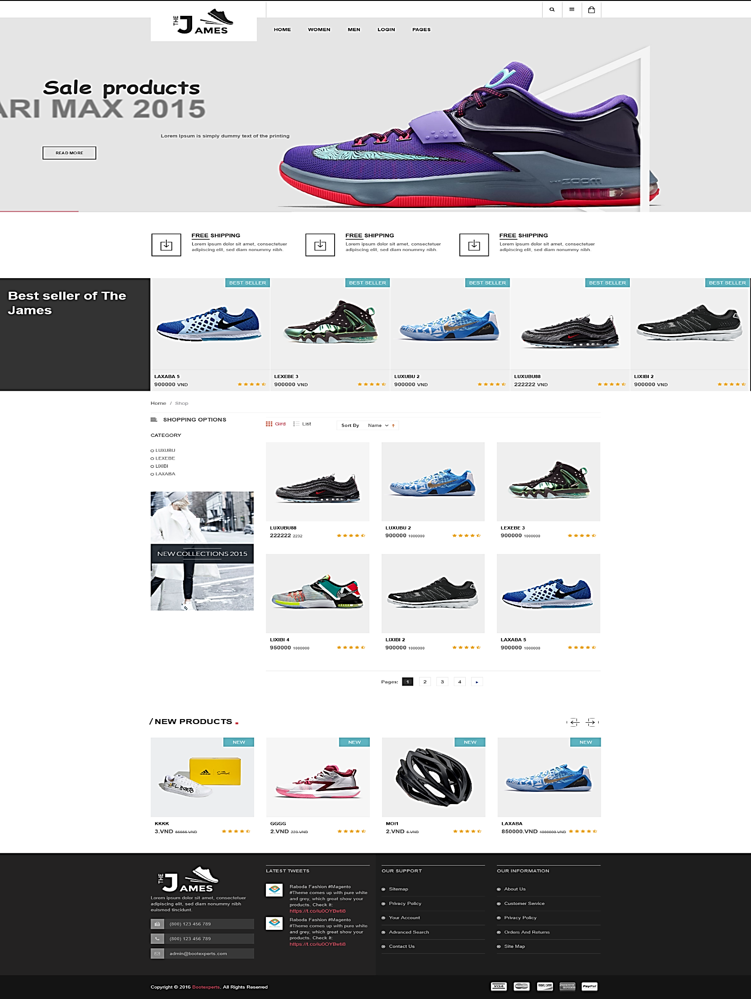 THE JAMES
HOME WOMEN MEN LOGIN PAGES
Sale products
ARI MAX 2015
Lorem Ipsum is simply dummy text of the printing
READ MORE
ZOOM
FREE SHIPPING
Lorem ipsum dolor sit amet, consectetuer
adipiscing elit, sed diam nonummy nibh.
FREE SHIPPING
Lorem ipsum dolor sit amet, consectetuer
adipiscing elit, sed diam nonummy nibh.
FREE SHIPPING
Lorem ipsum dolor sit amet, consectetuer
adipiscing elit, sed diam nonummy nibh.
Best seller of The
James
BEST SELLER
LAXABA 5
900000 VND
BEST SELLER
LEXEBE 3
900000 VND
BEST SELLER
LUXUBU 2
900000 VND
BEST SELLER
LUXUBU88
222222 VND
BEST SELLER
LIXIBI 2
900000 VND
Home / Shop
SHOPPING OPTIONS
CATEGORY
LUXUBU
LEXEBE
LIXIBI
LAXABA
NEW COLLECTIONS 2015
Gird List Sort By Name
LUXUBU88
222222 2232
LUXUBU 2
900000 1000000
LEXEBE 3
900000 1000000
LIXIBI 4
950000 1000000
LIXIBI 2
900000 1000000
LAXABA 5
900000 1000000
Pages: 1 2 3 4
/ NEW PRODUCTS
NEW
adidas
THE Simpsons
EL BARTO
KKKK
3.VND 66666 VND
NEW
GGGG
2.VND 223 VND
NEW
MOI1
2.VND 6 VND
NEW
LAXABA
850000.VND 1000000 VND
THE JAMES
Lorem ipsum dolor sit amet, consectetuer
adipiscing elit, sed diam nonummy nibh
euismod tincidunt.
(800) 123 456 789
(800) 123 456 789
admin@bootexperts.com
LATEST TWEETS
Raboda Fashion #Magento
#Theme comes up with pure white
and grey, which great show your
products. Check it:
https://t.co/iu0OYBwti8
Raboda Fashion #Magento
#Theme comes up with pure white
and grey, which great show your
products. Check it:
https://t.co/iu0OYBwti8
OUR SUPPORT
Sitemap
Privacy Policy
Your Account
Advanced Search
Contact Us
OUR INFORMATION
About Us
Customer Service
Privacy Policy
Orders And Returns
Site Map
Copyright © 2016 Bootexperts. All Rights Reserved
VISA MasterCard DISCOVER AMERICAN EXPRESS PayPal